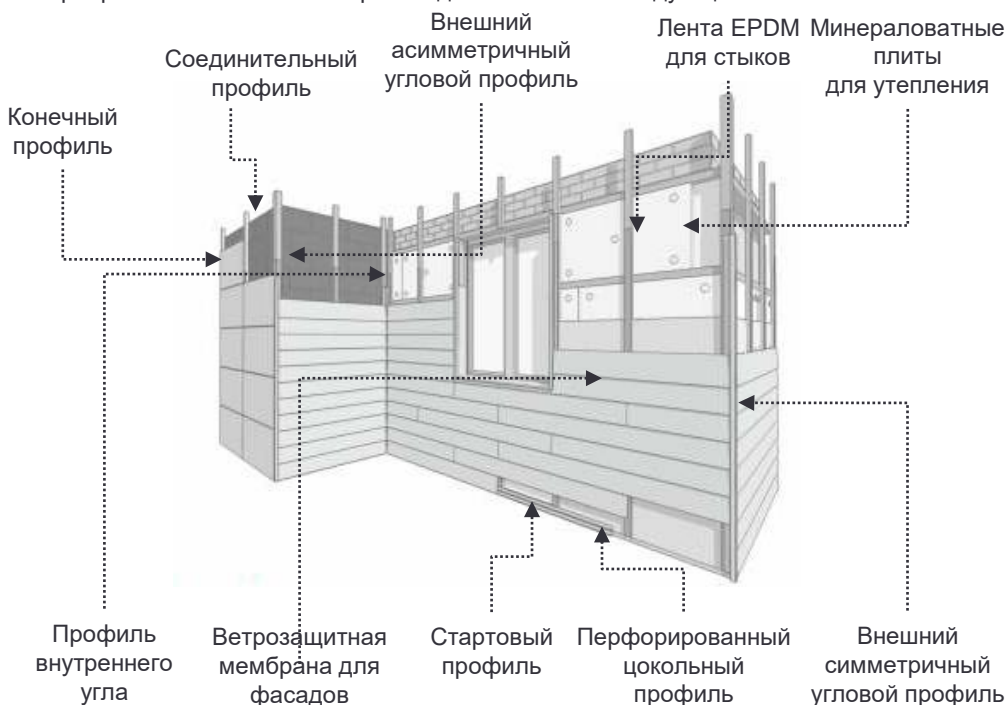 Внешний
асимметричный
угловой профиль
Лента EPDM
для стыков
Минераловатные
плиты
для утепления
Соединительный
профиль
Конечный
профиль
Профиль
внутреннего
угла
Ветрозащитная
мембрана для
фасадов
Стартовый
профиль
Перфорированный
цокольный
профиль
Внешний
симметричный
угловой профиль